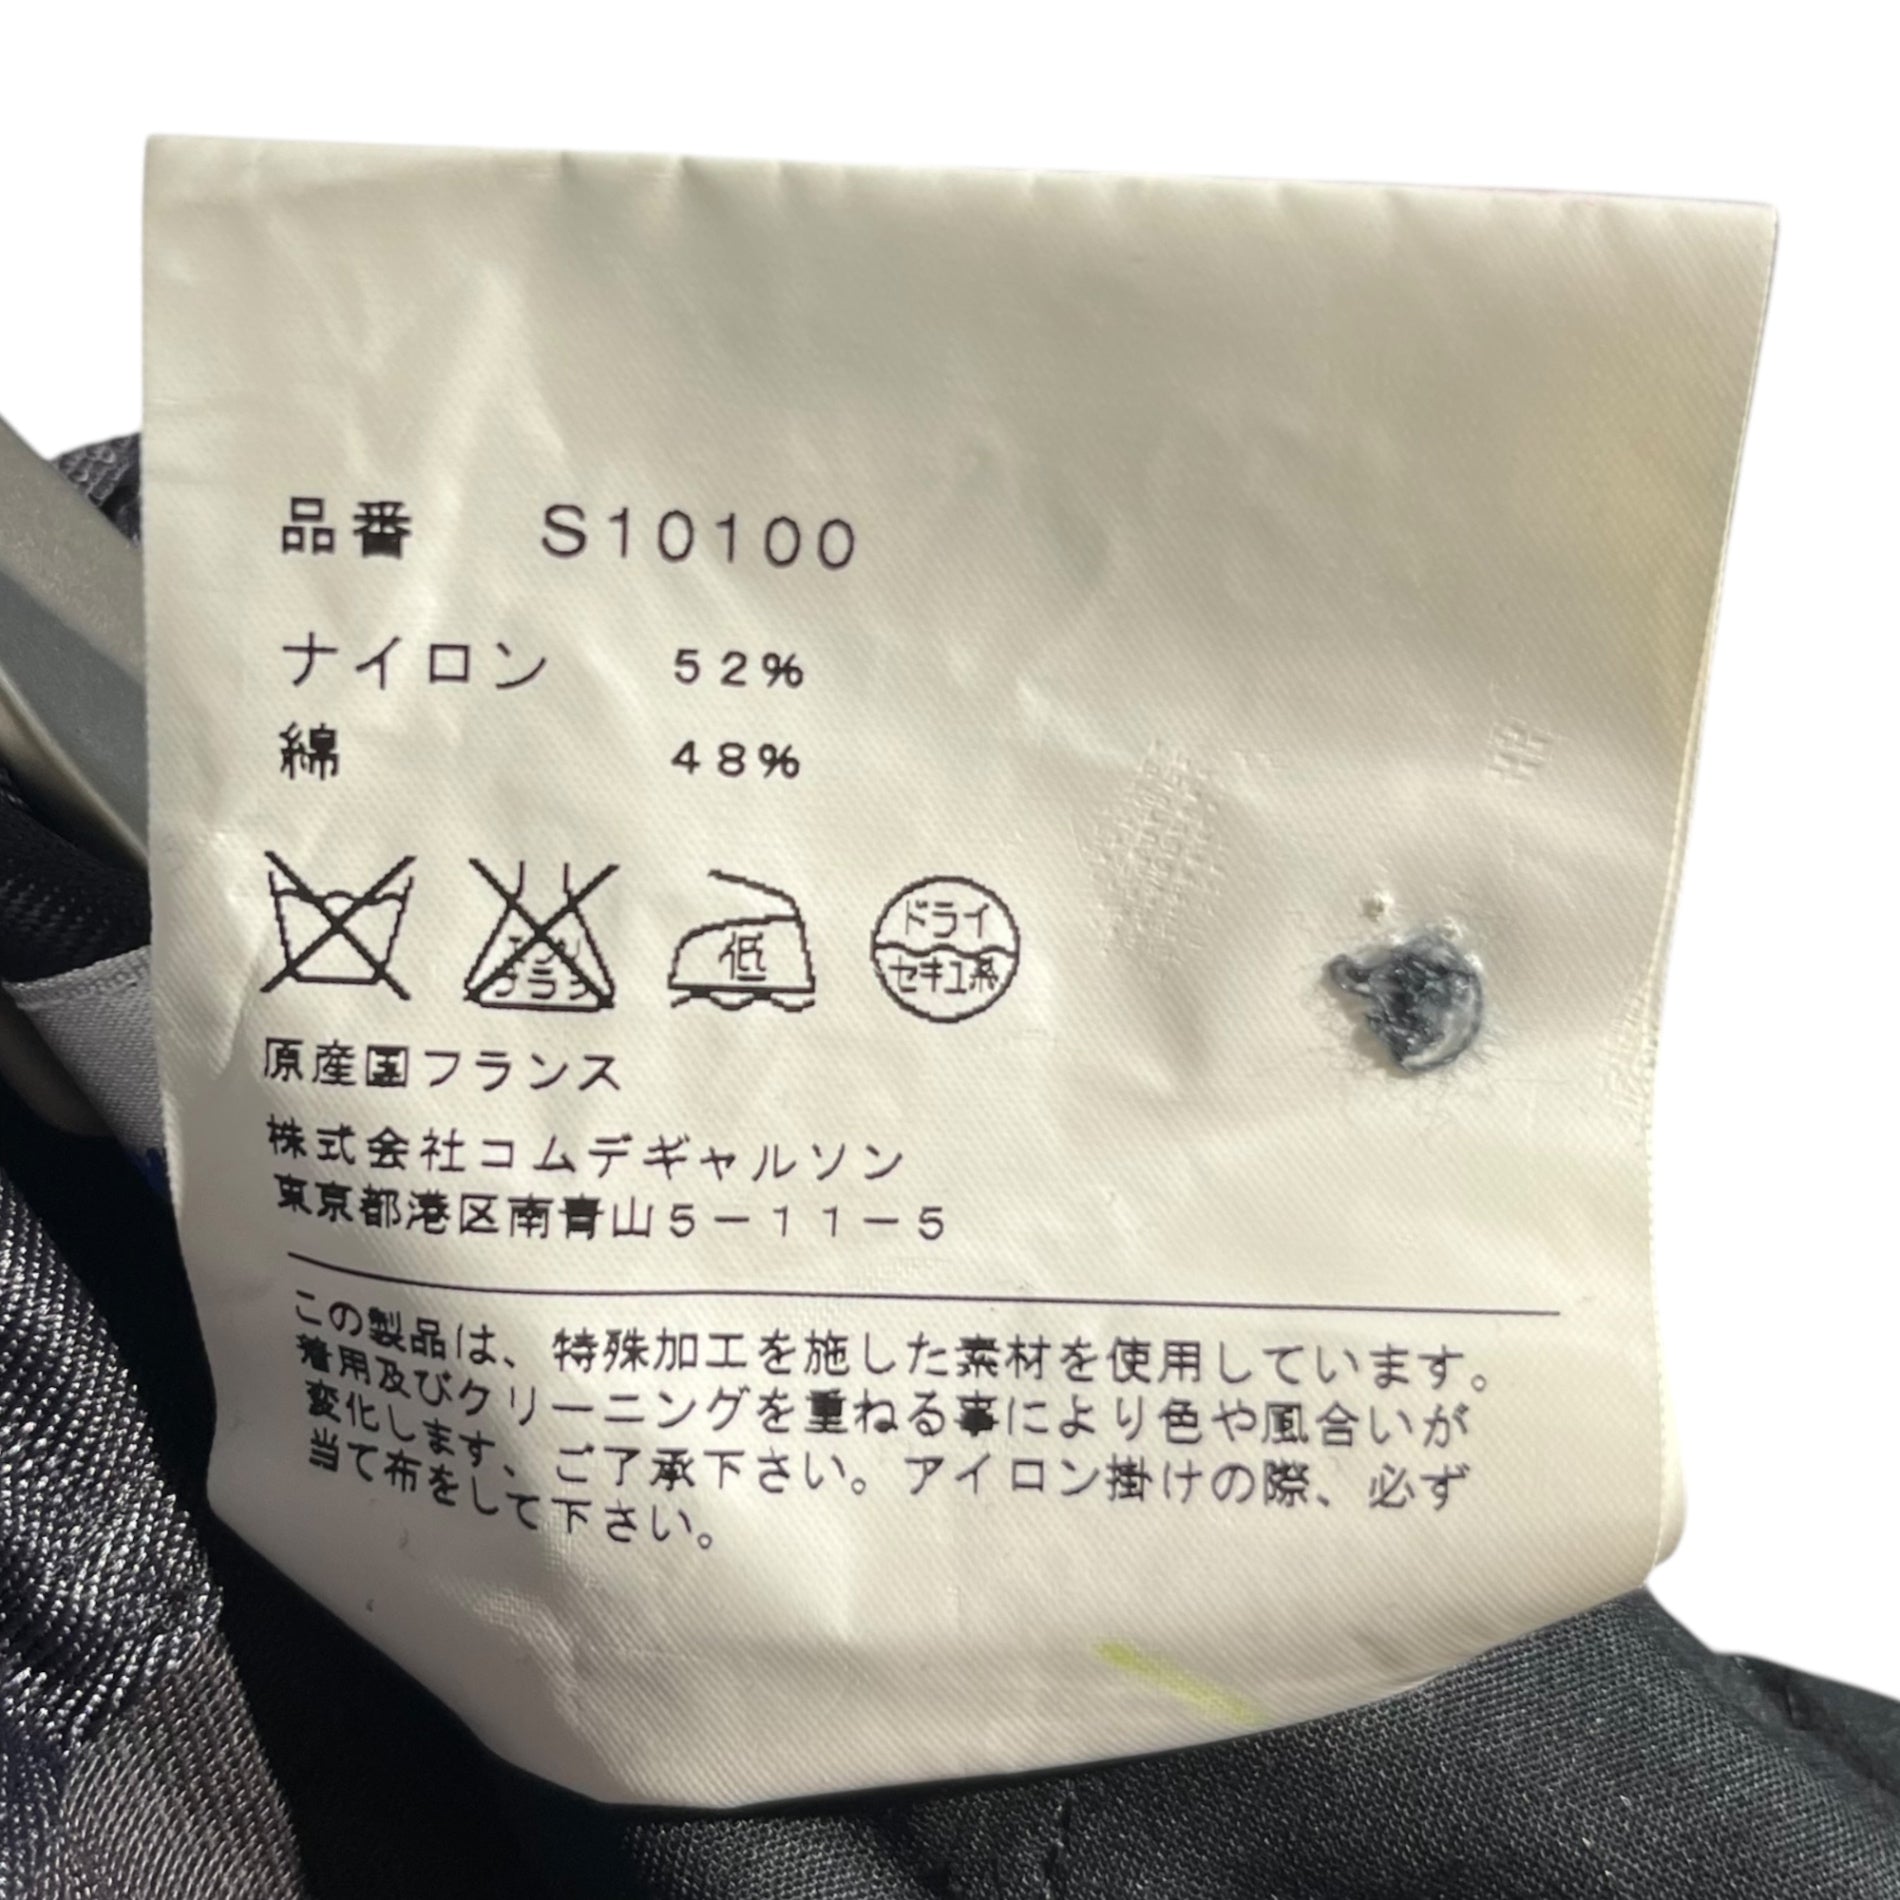 品番 S10100
ナイロン 52%
綿 48%
エンソ
サラシ
低
ドライ
セキユ系
原産国フランス
株式会社コムデギャルソン
東京都港区南青山5-11-5
この製品は、特殊加工を施した素材を使用しています。
着用及びクリーニングを重ねる事により色や風合いが
変化します、ご了承下さい。アイロン掛けの際、必ず
当て布をして下さい。